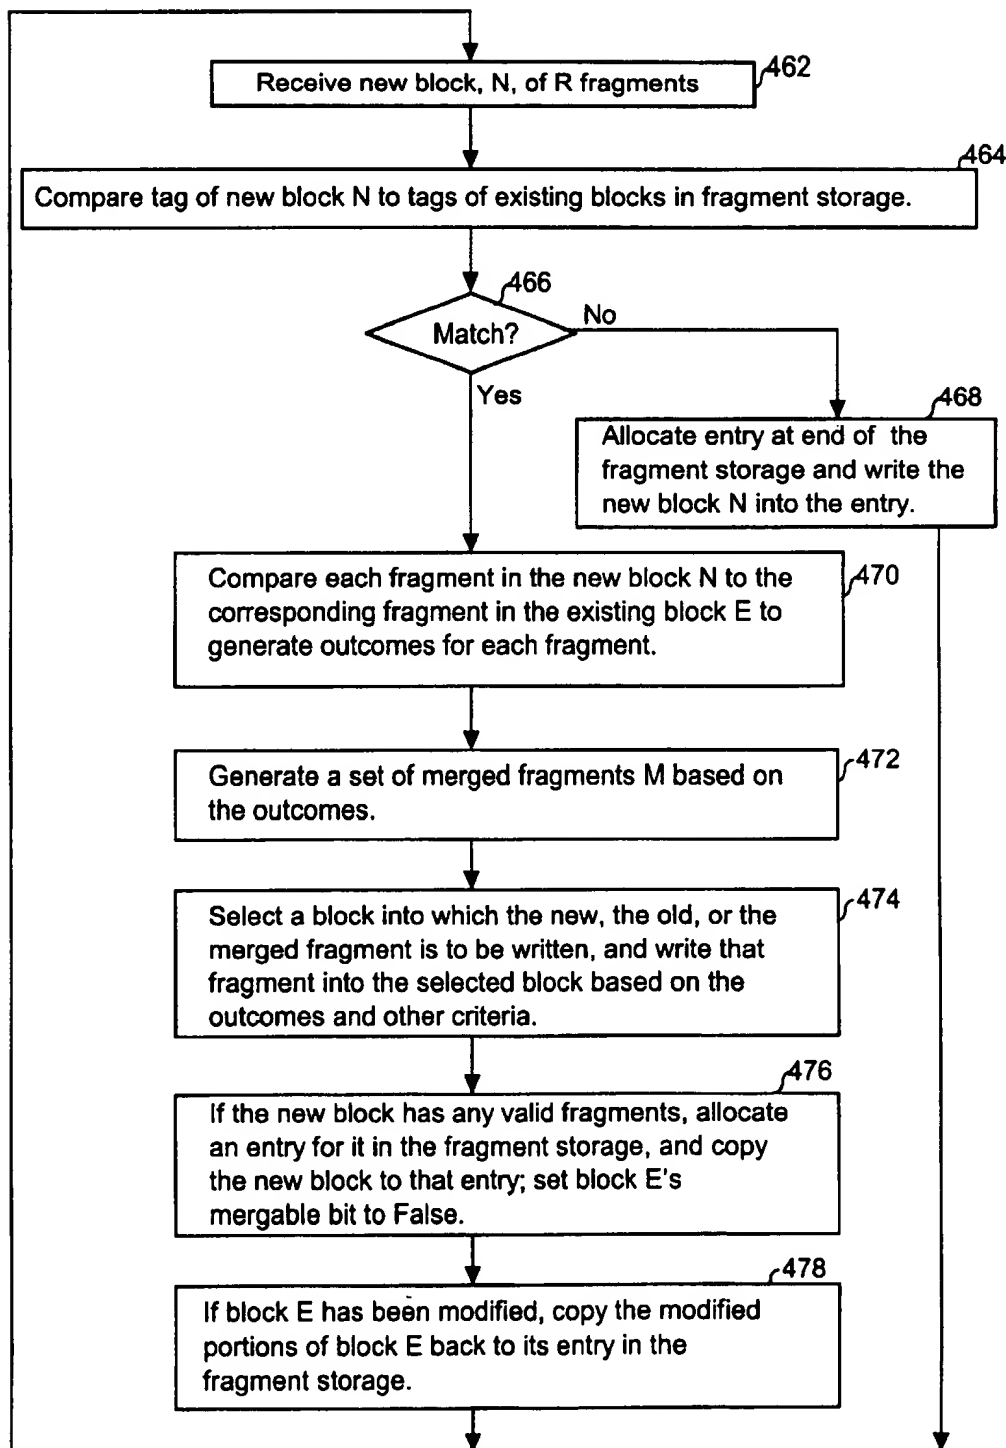 462
Receive new block, N, of R fragments
464
Compare tag of new block N to tags of existing blocks in fragment storage.
466
Match?
No
Yes
468
Allocate entry at end of the
fragment storage and write the
new block N into the entry.
470
Compare each fragment in the new block N to the
corresponding fragment in the existing block E to
generate outcomes for each fragment.
472
Generate a set of merged fragments M based on
the outcomes.
474
Select a block into which the new, the old, or the
merged fragment is to be written, and write that
fragment into the selected block based on the
outcomes and other criteria.
476
If the new block has any valid fragments, allocate
an entry for it in the fragment storage, and copy
the new block to that entry; set block E's
mergable bit to False.
478
If block E has been modified, copy the modified
portions of block E back to its entry in the
fragment storage.